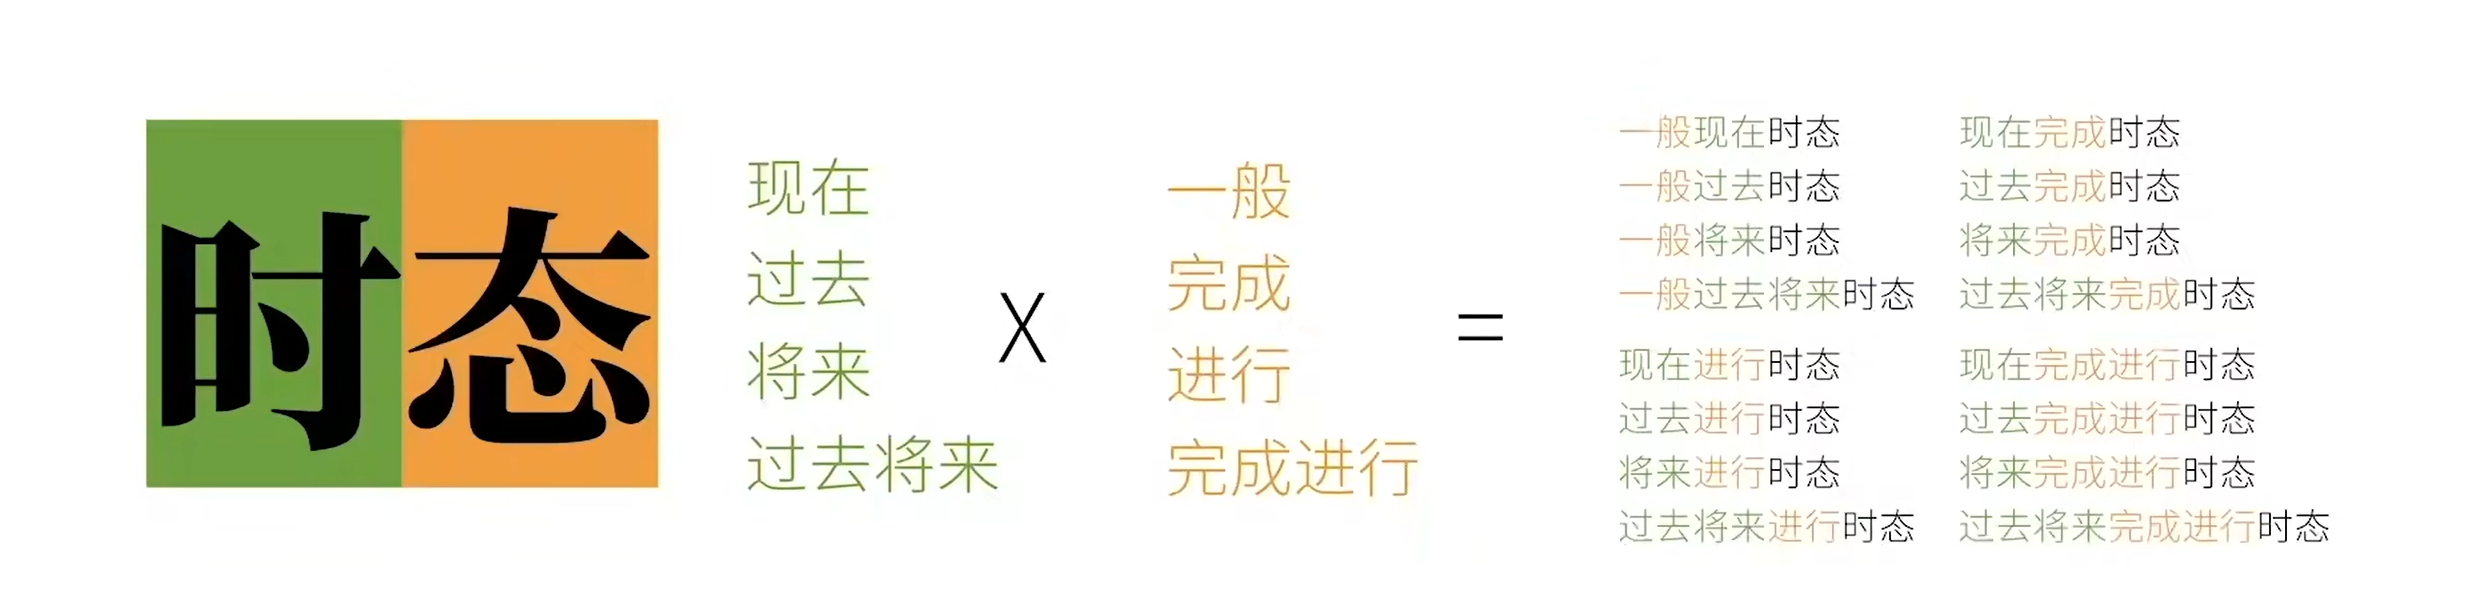 时态
现在
过去
将来
过去将来
X
一般
完成
进行
完成进行
=
一般现在时态
一般过去时态
一般将来时态
一般过去将来时态
现在完成时态
过去完成时态
将来完成时态
过去将来完成时态
现在进行时态
过去进行时态
将来进行时态
过去将来进行时态
现在完成进行时态
过去完成进行时态
将来完成进行时态
过去将来完成进行时态